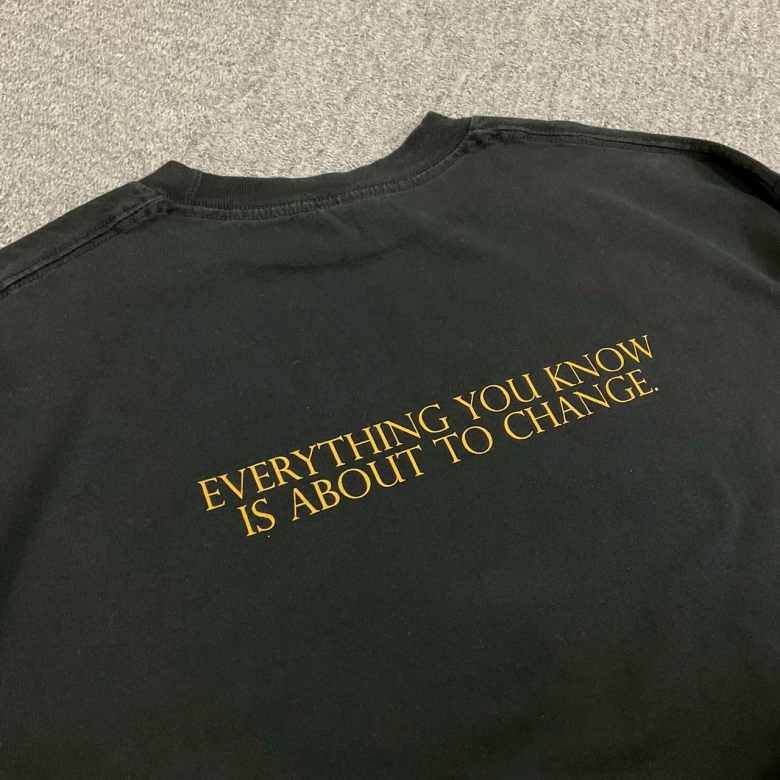 EVERYTHING YOU KNOW
IS ABOUT TO CHANGE.